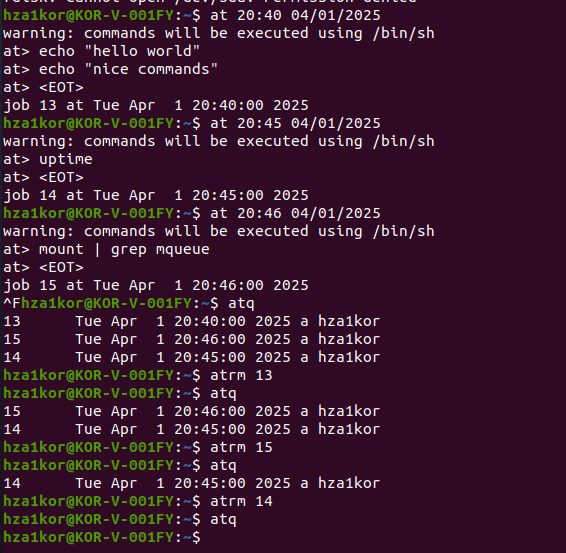 hza1kor@KOR-V-001FY:~$ at 20:40 04/01/2025
warning: commands will be executed using /bin/sh
at> echo "hello world"
at> echo "nice commands"
at> <EOT>
job 13 at Tue Apr  1 20:40:00 2025
hza1kor@KOR-V-001FY:~$ at 20:45 04/01/2025
warning: commands will be executed using /bin/sh
at> uptime
at> <EOT>
job 14 at Tue Apr  1 20:45:00 2025
hza1kor@KOR-V-001FY:~$ at 20:46 04/01/2025
warning: commands will be executed using /bin/sh
at> mount | grep mqueue
at> <EOT>
job 15 at Tue Apr  1 20:46:00 2025
^Fhza1kor@KOR-V-001FY:~$ atq
13      Tue Apr  1 20:40:00 2025 a hza1kor
15      Tue Apr  1 20:46:00 2025 a hza1kor
14      Tue Apr  1 20:45:00 2025 a hza1kor
hza1kor@KOR-V-001FY:~$ atrm 13
hza1kor@KOR-V-001FY:~$ atq
15      Tue Apr  1 20:46:00 2025 a hza1kor
14      Tue Apr  1 20:45:00 2025 a hza1kor
hza1kor@KOR-V-001FY:~$ atrm 15
hza1kor@KOR-V-001FY:~$ atq
14      Tue Apr  1 20:45:00 2025 a hza1kor
hza1kor@KOR-V-001FY:~$ atrm 14
hza1kor@KOR-V-001FY:~$ atq
hza1kor@KOR-V-001FY:~$